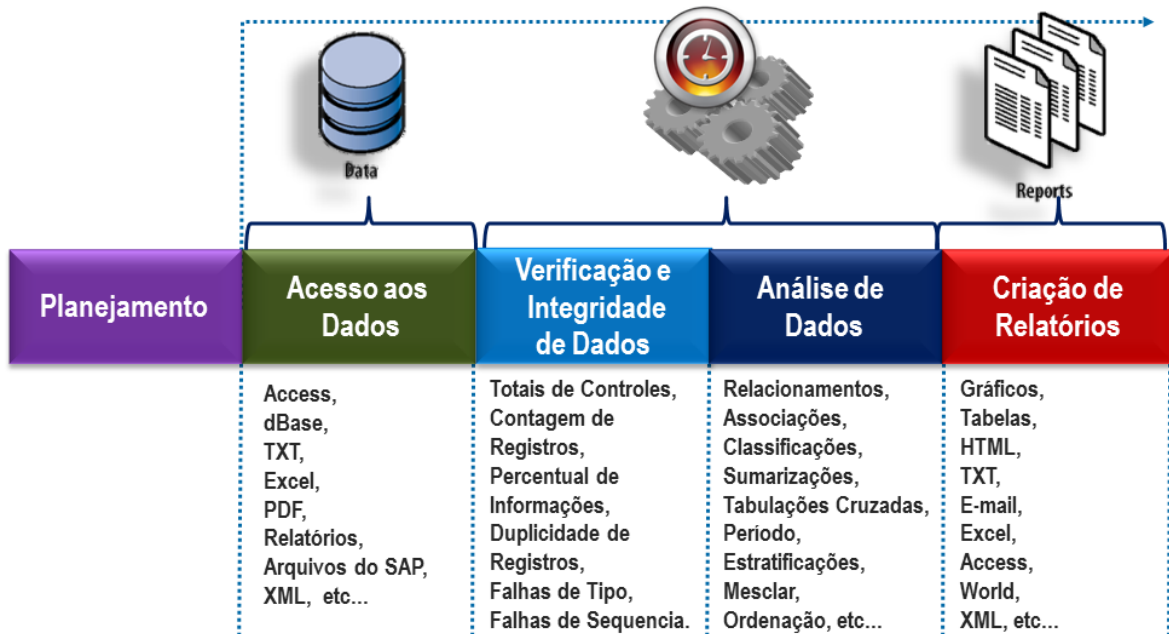 Data
Reports
Planejamento
Acesso aos
Dados
Verificação e
Integridade
de Dados
Análise de
Dados
Criação de
Relatórios
Access,
dBase,
TXT,
Excel,
PDF,
Relatórios,
Arquivos do SAP,
XML, etc...
Totais de Controles,
Contagem de
Registros,
Percentual de
Informações,
Duplicidade de
Registros,
Falhas de Tipo,
Falhas de Sequencia.
Relacionamentos,
Associações,
Classificações,
Sumarizações,
Tabulações Cruzadas,
Período,
Estratificações,
Mesclar,
Ordenação, etc...
Gráficos,
Tabelas,
HTML,
TXT,
E-mail,
Excel,
Access,
World,
XML, etc...